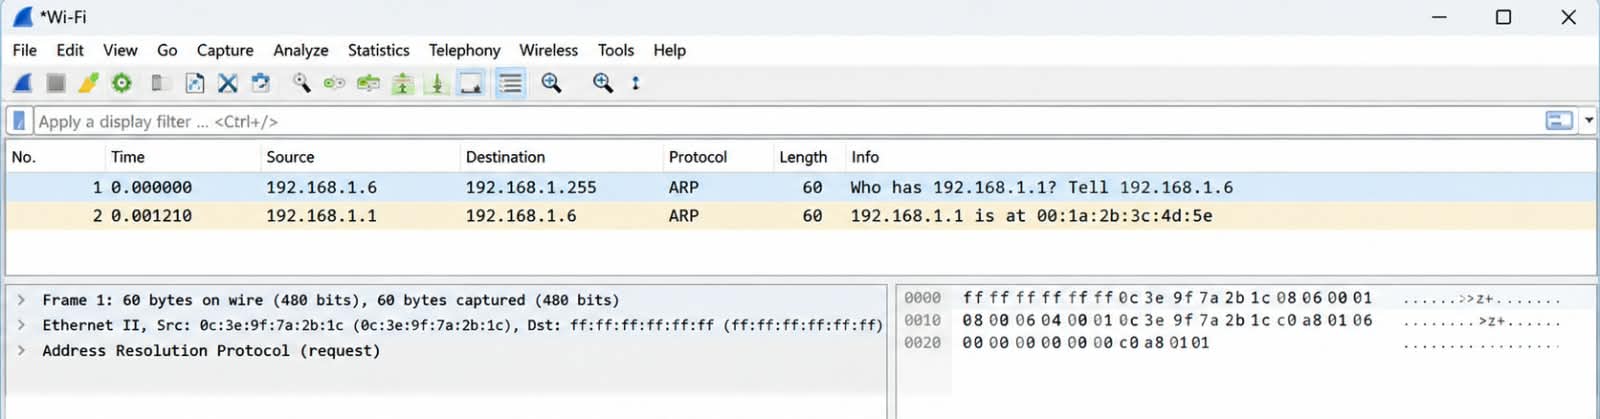 *Wi-Fi
File Edit View Go Capture Analyze Statistics Telephony Wireless Tools Help
Apply a display filter ... <Ctrl+/>
No. Time Source Destination Protocol Length Info
1 0.000000 192.168.1.6 192.168.1.255 ARP 60 Who has 192.168.1.1? Tell 192.168.1.6
2 0.001210 192.168.1.1 192.168.1.6 ARP 60 192.168.1.1 is at 00:1a:2b:3c:4d:5e
Frame 1: 60 bytes on wire (480 bits), 60 bytes captured (480 bits)
Ethernet II, Src: 0c:3e:9f:7a:2b:1c (0c:3e:9f:7a:2b:1c), Dst: ff:ff:ff:ff:ff:ff (ff:ff:ff:ff:ff:ff)
Address Resolution Protocol (request)
0000 ff ff ff ff ff ff 0c 3e 9f 7a 2b 1c 08 06 00 01 ......>>z+.......
0010 08 00 06 04 00 01 0c 3e 9f 7a 2b 1c c0 a8 01 06 ........>z+......
0020 00 00 00 00 00 00 c0 a8 01 01 .................